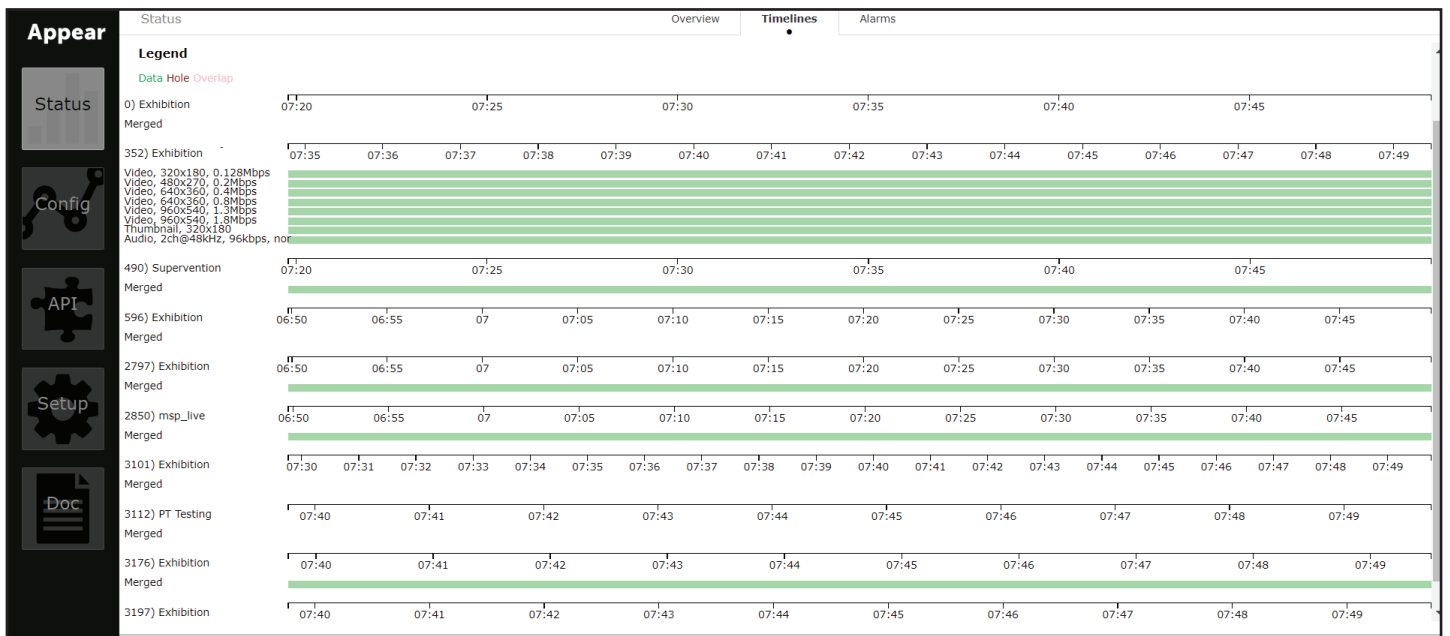 Appear
Status
Config
API
Setup
Doc
Status
Overview Timelines Alarms
Legend
Data Hole Overlap
0) Exhibition 07:20 07:25 07:30 07:35 07:40 07:45
Merged
352) Exhibition 07:35 07:36 07:37 07:38 07:39 07:40 07:41 07:42 07:43 07:44 07:45 07:46 07:47 07:48 07:49
Video, 320x180, 0.128Mbps
Video, 480x270, 0.2Mbps
Video, 640x360, 0.4Mbps
Video, 640x360, 0.8Mbps
Video, 960x540, 1.3Mbps
Video, 960x540, 1.8Mbps
Thumbnail, 320x180
Audio, 2ch@48kHz, 96kbps, nor
490) Supervention 07:20 07:25 07:30 07:35 07:40 07:45
Merged
596) Exhibition 06:50 06:55 07 07:05 07:10 07:15 07:20 07:25 07:30 07:35 07:40 07:45
Merged
2797) Exhibition 06:50 06:55 07 07:05 07:10 07:15 07:20 07:25 07:30 07:35 07:40 07:45
Merged
2850) msp_live 06:50 06:55 07 07:05 07:10 07:15 07:20 07:25 07:30 07:35 07:40 07:45
Merged
3101) Exhibition 07:30 07:31 07:32 07:33 07:34 07:35 07:36 07:37 07:38 07:39 07:40 07:41 07:42 07:43 07:44 07:45 07:46 07:47 07:48 07:49
Merged
3112) PT Testing 07:40 07:41 07:42 07:43 07:44 07:45 07:46 07:47 07:48 07:49
Merged
3176) Exhibition 07:40 07:41 07:42 07:43 07:44 07:45 07:46 07:47 07:48 07:49
Merged
3197) Exhibition 07:40 07:41 07:42 07:43 07:44 07:45 07:46 07:47 07:48 07:49